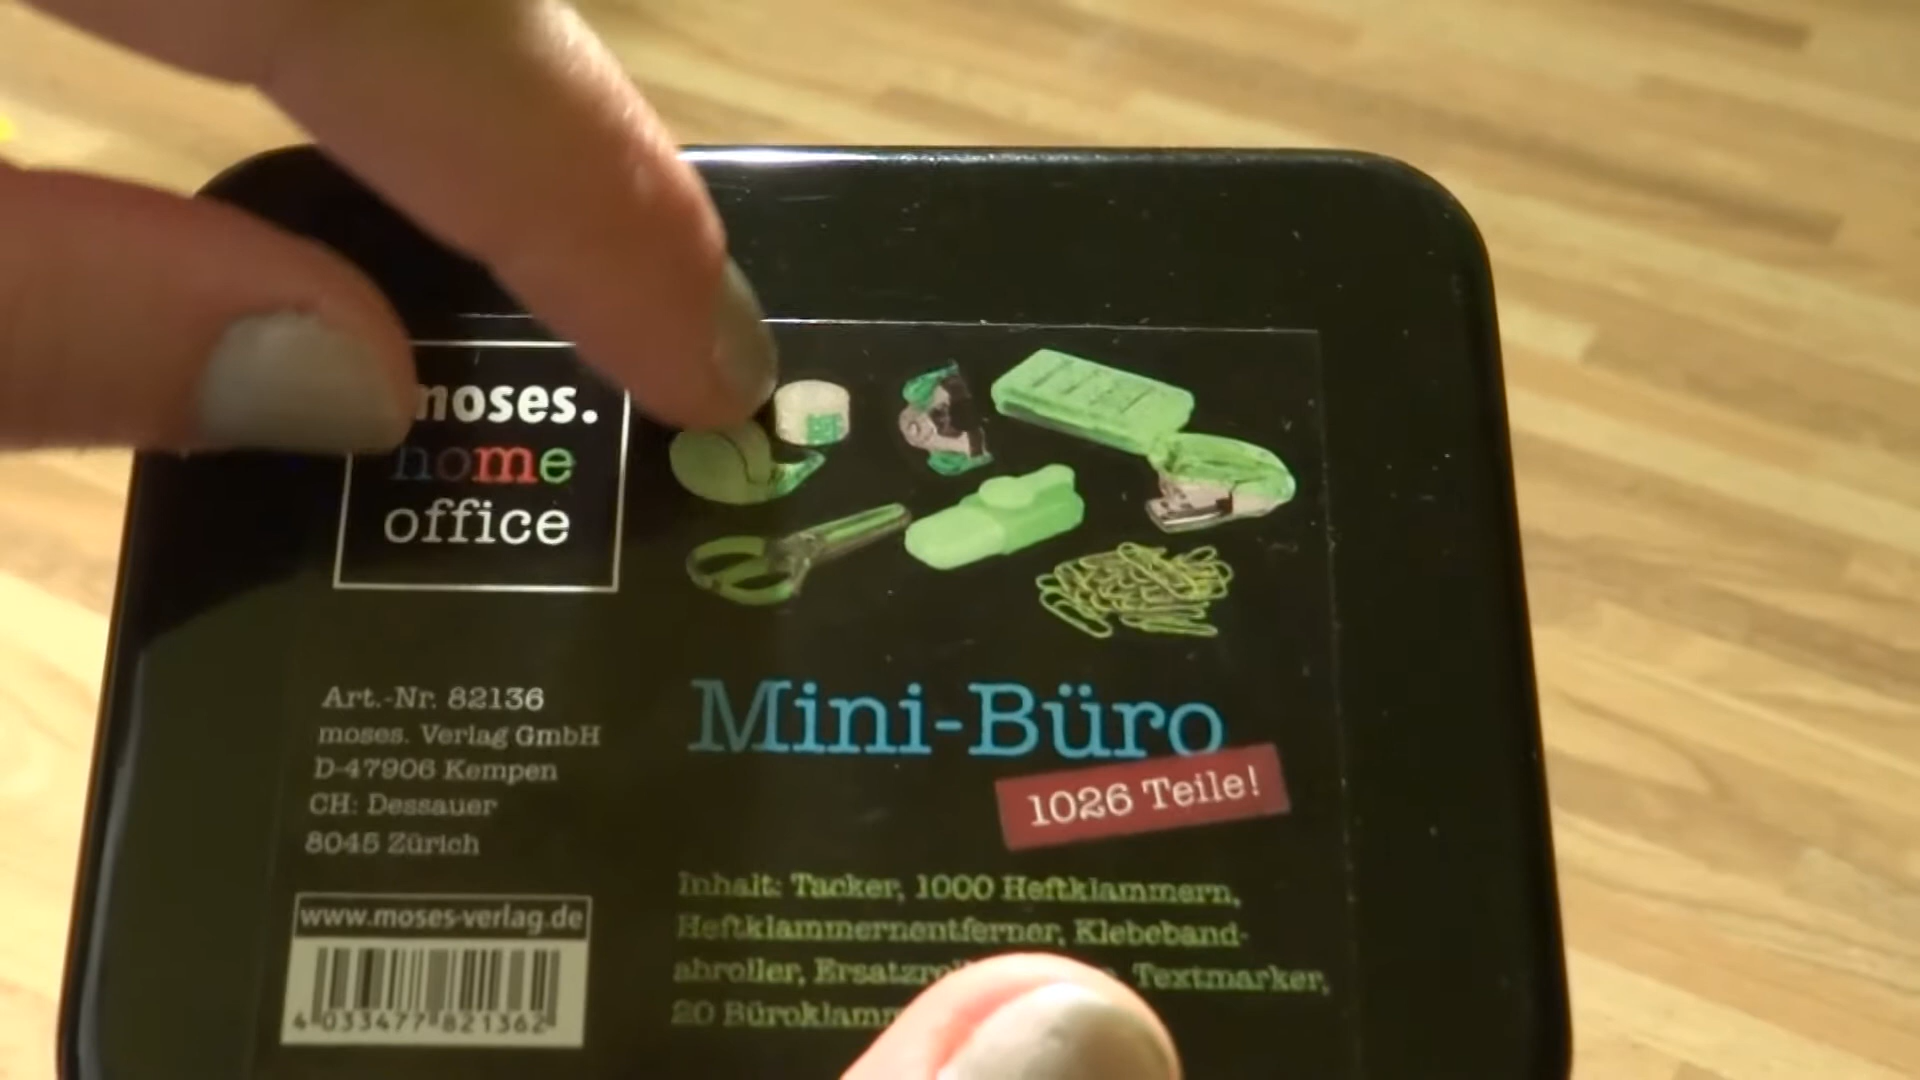 moses.
home
office
Art.-Nr. 82136
moses. Verlag GmbH
D-47906 Kempen
CH: Dessauer
8045 Zürich
www.moses-verlag.de
4 033477 821362
Mini-Büro
1026 Teile!
Inhalt: Tacker, 1000 Heftklammern,
Heftklammernentferner, Klebeband-
abroller, Textmarker,
20